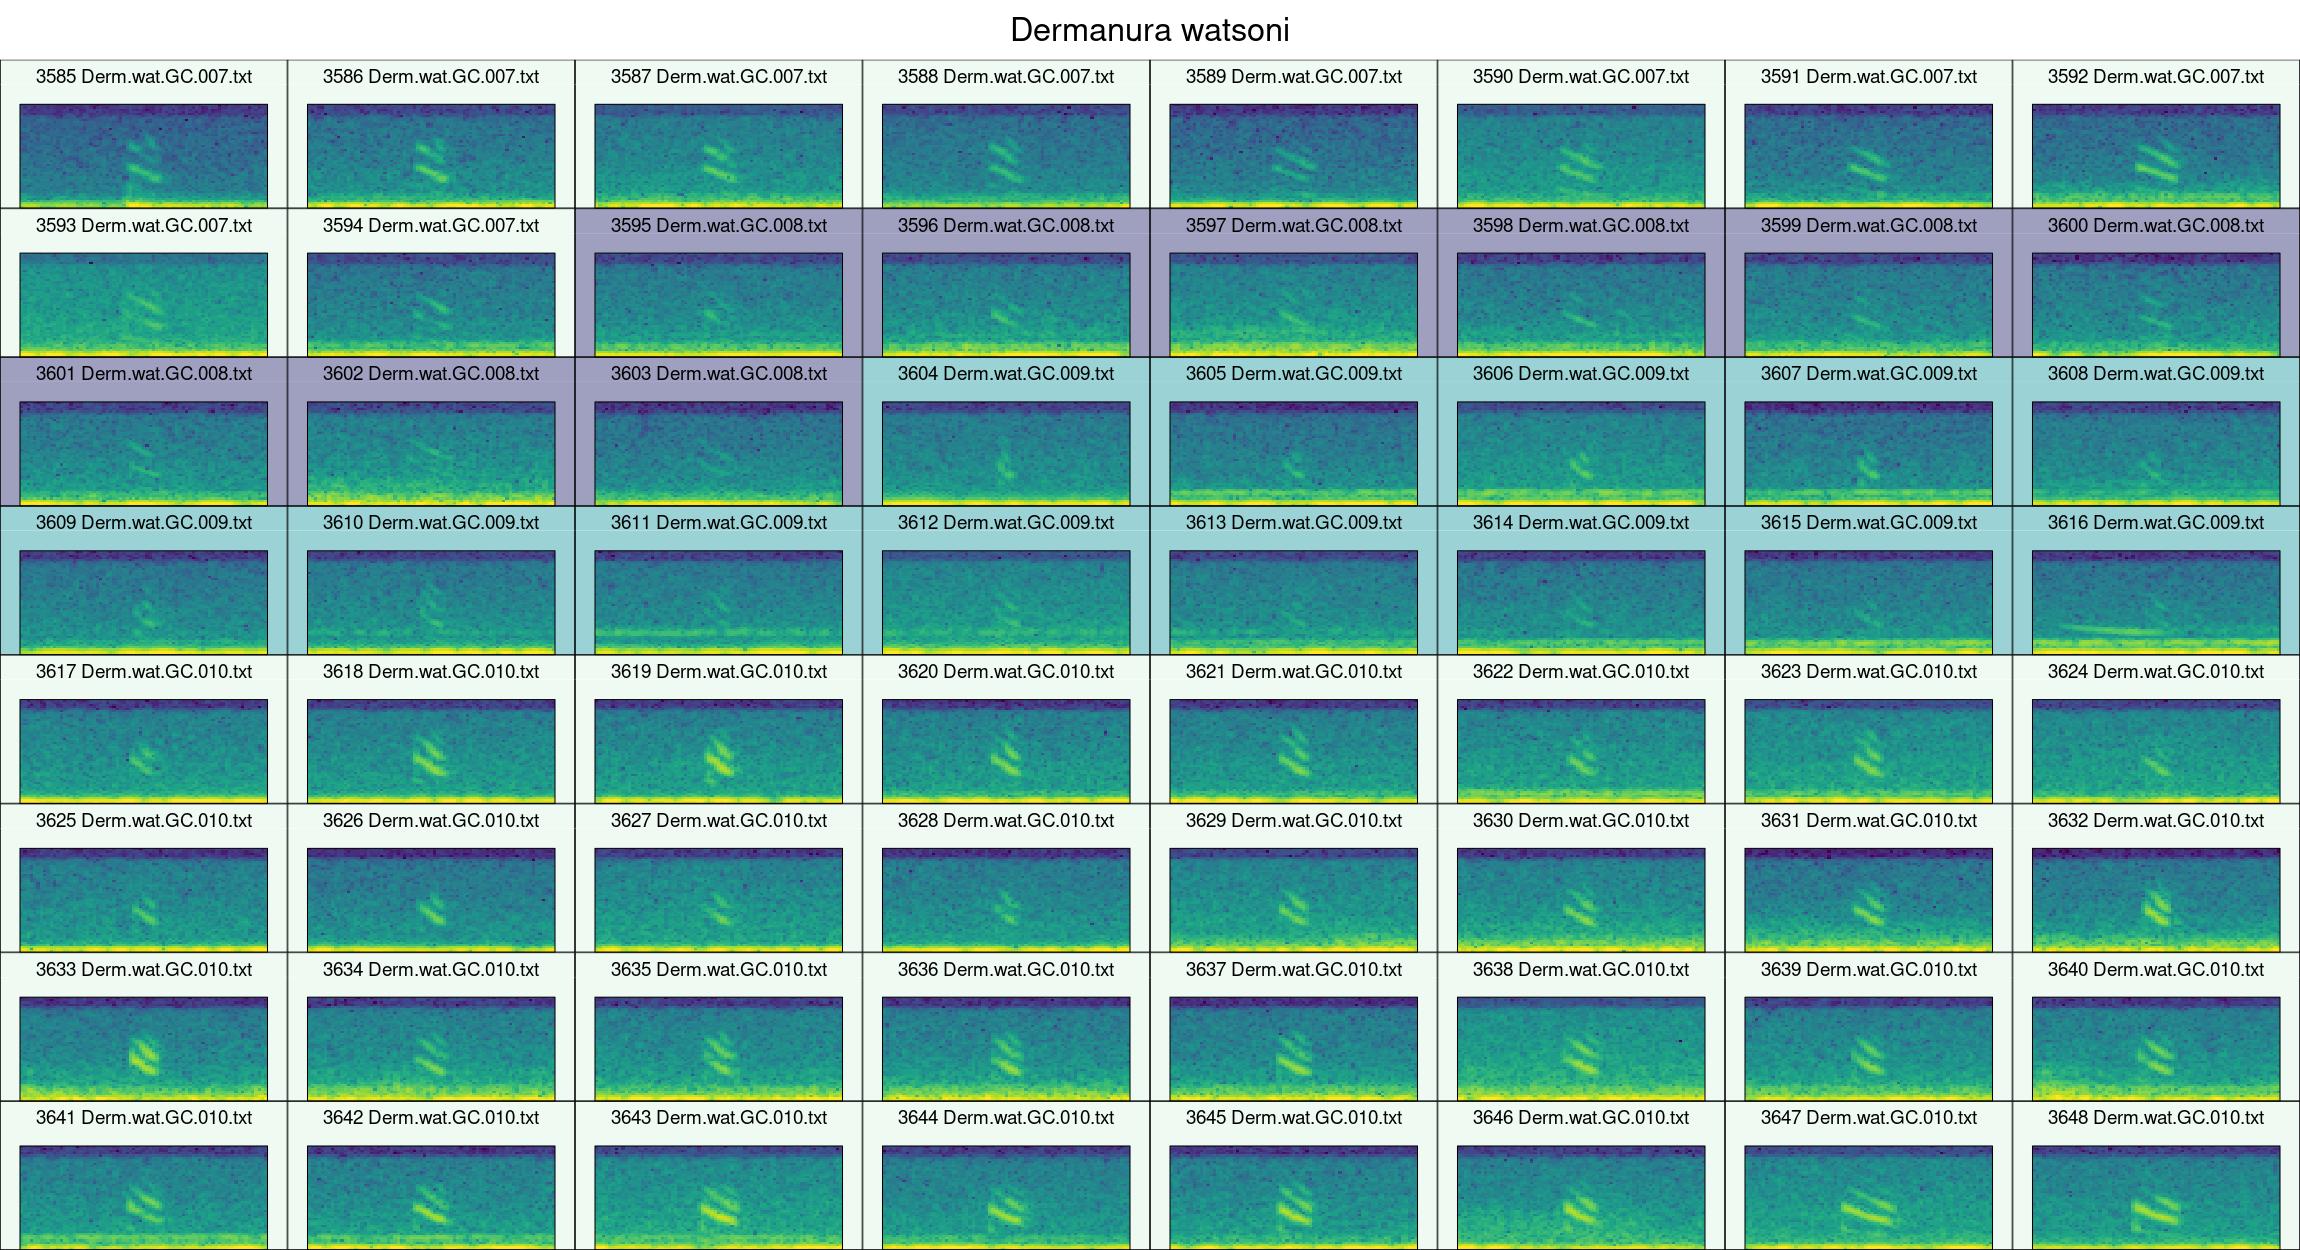 Dermanura watsoni
3585 Derm.wat.GC.007.txt 3586 Derm.wat.GC.007.txt 3587 Derm.wat.GC.007.txt 3588 Derm.wat.GC.007.txt 3589 Derm.wat.GC.007.txt 3590 Derm.wat.GC.007.txt 3591 Derm.wat.GC.007.txt 3592 Derm.wat.GC.007.txt
3593 Derm.wat.GC.007.txt 3594 Derm.wat.GC.007.txt 3595 Derm.wat.GC.008.txt 3596 Derm.wat.GC.008.txt 3597 Derm.wat.GC.008.txt 3598 Derm.wat.GC.008.txt 3599 Derm.wat.GC.008.txt 3600 Derm.wat.GC.008.txt
3601 Derm.wat.GC.008.txt 3602 Derm.wat.GC.008.txt 3603 Derm.wat.GC.008.txt 3604 Derm.wat.GC.009.txt 3605 Derm.wat.GC.009.txt 3606 Derm.wat.GC.009.txt 3607 Derm.wat.GC.009.txt 3608 Derm.wat.GC.009.txt
3609 Derm.wat.GC.009.txt 3610 Derm.wat.GC.009.txt 3611 Derm.wat.GC.009.txt 3612 Derm.wat.GC.009.txt 3613 Derm.wat.GC.009.txt 3614 Derm.wat.GC.009.txt 3615 Derm.wat.GC.009.txt 3616 Derm.wat.GC.009.txt
3617 Derm.wat.GC.010.txt 3618 Derm.wat.GC.010.txt 3619 Derm.wat.GC.010.txt 3620 Derm.wat.GC.010.txt 3621 Derm.wat.GC.010.txt 3622 Derm.wat.GC.010.txt 3623 Derm.wat.GC.010.txt 3624 Derm.wat.GC.010.txt
3625 Derm.wat.GC.010.txt 3626 Derm.wat.GC.010.txt 3627 Derm.wat.GC.010.txt 3628 Derm.wat.GC.010.txt 3629 Derm.wat.GC.010.txt 3630 Derm.wat.GC.010.txt 3631 Derm.wat.GC.010.txt 3632 Derm.wat.GC.010.txt
3633 Derm.wat.GC.010.txt 3634 Derm.wat.GC.010.txt 3635 Derm.wat.GC.010.txt 3636 Derm.wat.GC.010.txt 3637 Derm.wat.GC.010.txt 3638 Derm.wat.GC.010.txt 3639 Derm.wat.GC.010.txt 3640 Derm.wat.GC.010.txt
3641 Derm.wat.GC.010.txt 3642 Derm.wat.GC.010.txt 3643 Derm.wat.GC.010.txt 3644 Derm.wat.GC.010.txt 3645 Derm.wat.GC.010.txt 3646 Derm.wat.GC.010.txt 3647 Derm.wat.GC.010.txt 3648 Derm.wat.GC.010.txt